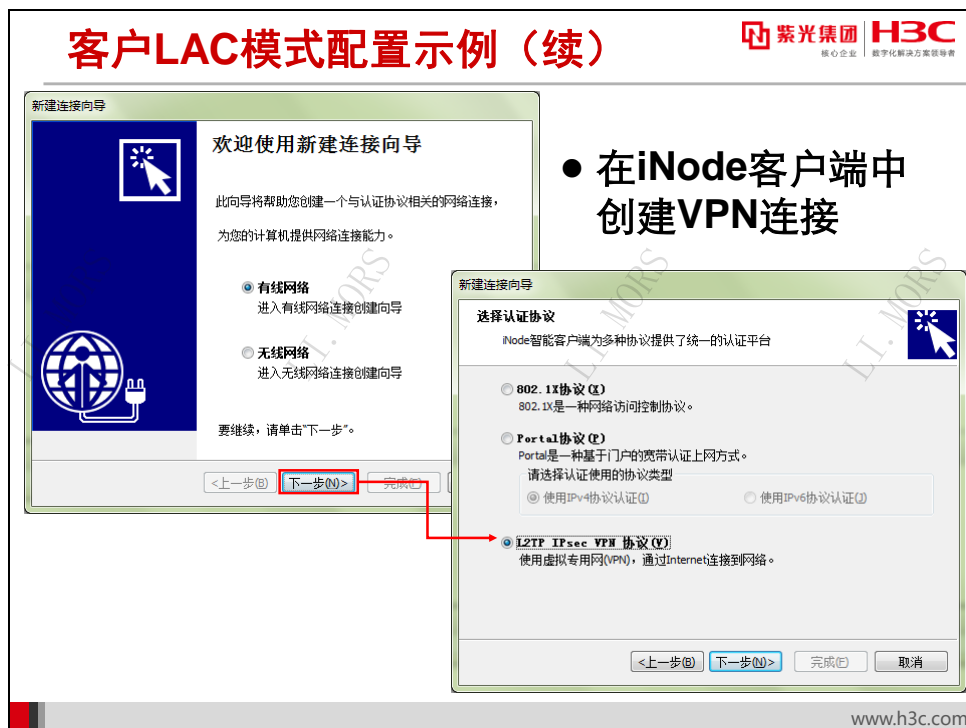 客户LAC模式配置示例（续）
紫光集团 H3C
核心企业 数字化解决方案领导者
新建连接向导
欢迎使用新建连接向导
此向导将帮助您创建一个与认证协议相关的网络连接，
为您的计算机提供网络连接能力。
有线网络
进入有线网络连接创建向导
无线网络
进入无线网络连接创建向导
要继续，请单击"下一步"。
<上一步(B) 下一步(N)> 完成(F)
● 在iNode客户端中
创建VPN连接
新建连接向导
选择认证协议
iNode智能客户端为多种协议提供了统一的认证平台
802.1X协议(X)
802.1X是一种网络访问控制协议。
Portal协议(P)
Portal是一种基于门户的宽带认证上网方式。
请选择认证使用的协议类型
使用IPv4协议认证(I) 使用IPv6协议认证(J)
L2TP IPsec VPN 协议(V)
使用虚拟专用网(VPN)，通过Internet连接到网络。
<上一步(B) 下一步(N)> 完成(F) 取消
LI. MORS
LI. MORS
LI. MORS
LI. MORS
www.h3c.com